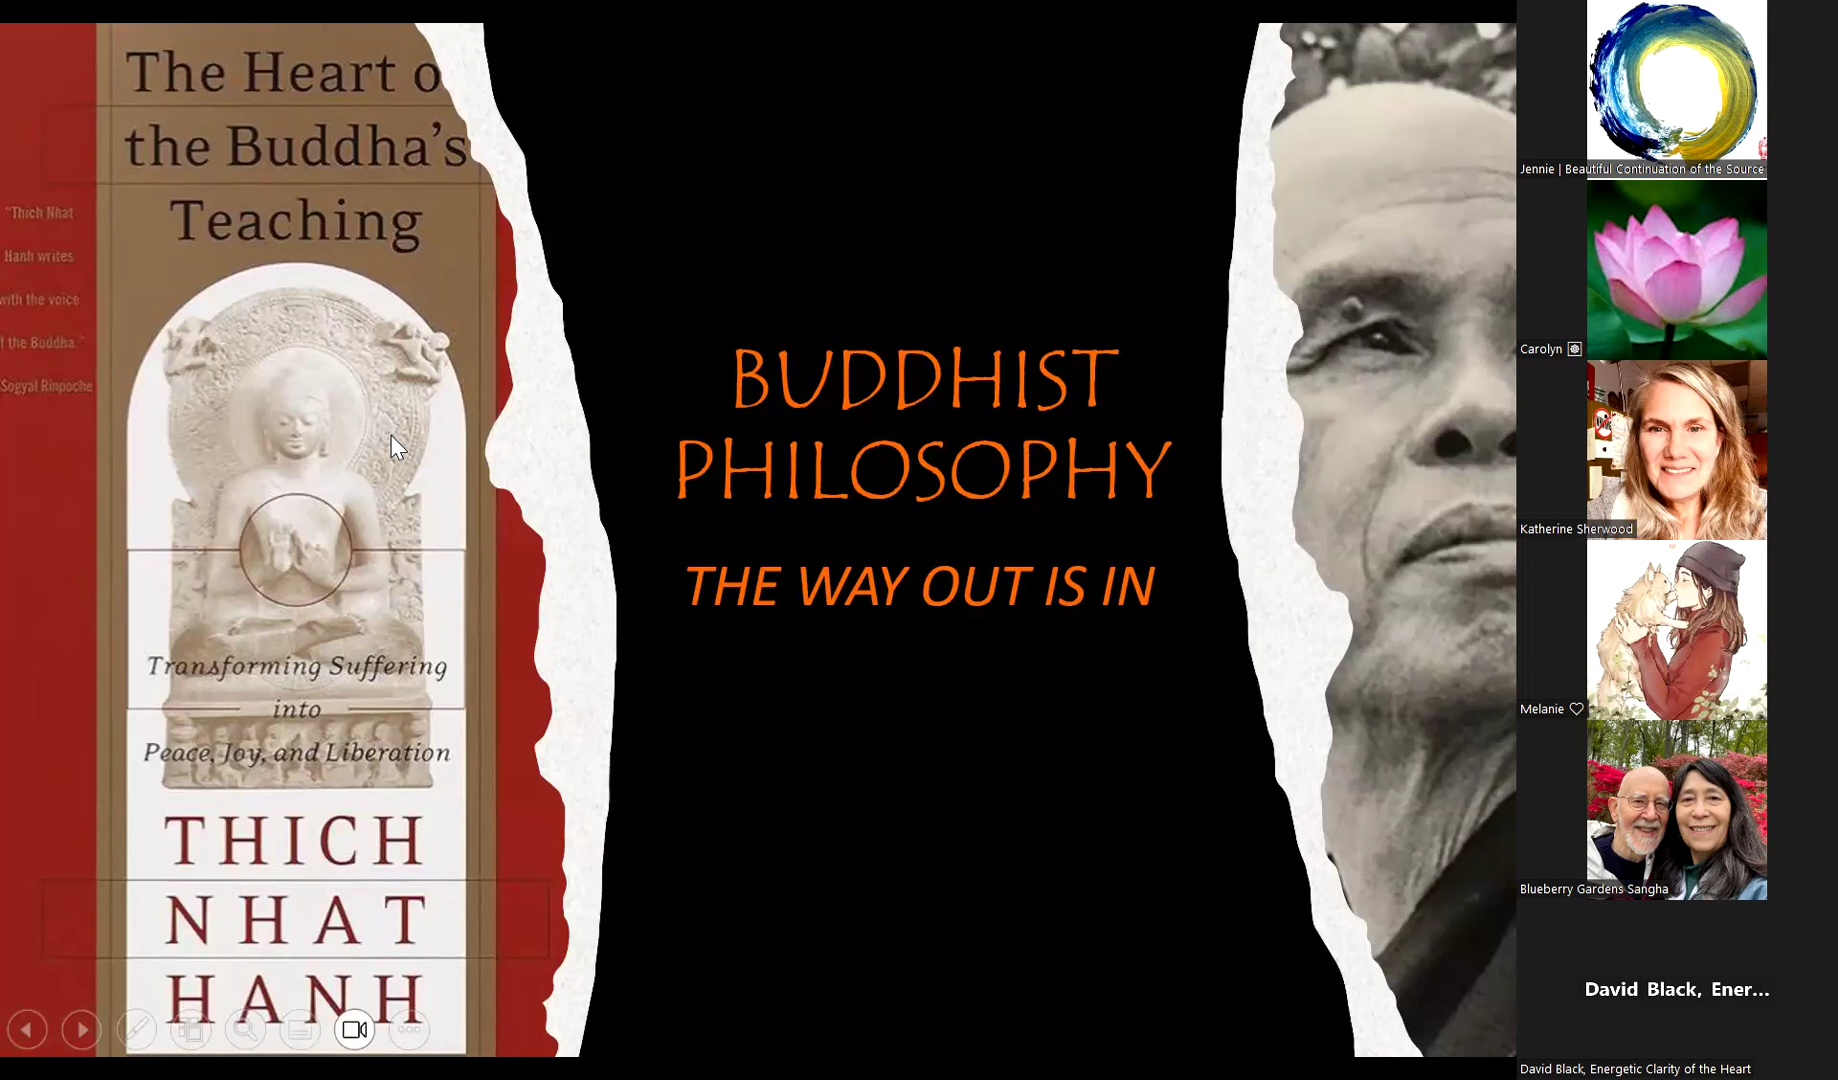 The Heart o
the Buddha's
Teaching
"Thich Nhat
Hanh writes
with the voice
f the Buddha."
Sogyal Rinpoche
Transforming Suffering
into
Peace, Joy, and Liberation
THICH
NHAT
HANH
BUDDHIST
PHILOSOPHY
THE WAY OUT IS IN
Jennie | Beautiful Continuation of the Source
Carolyn
Katherine Sherwood
Melanie
Blueberry Gardens Sangha
David Black, Ener...
David Black, Energetic Clarity of the Heart